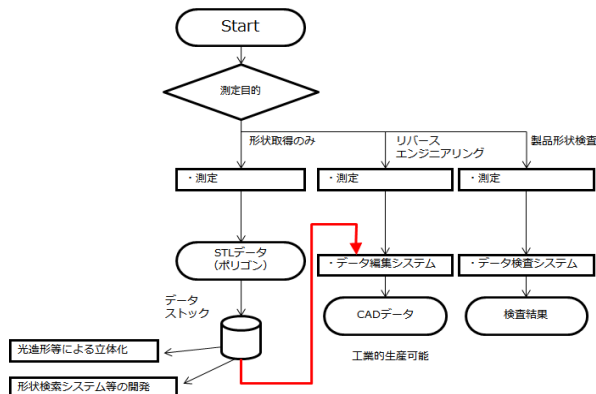 Start
測定目的
形状取得のみ
リバース
エンジニアリング
製品形状検査
・測定
・測定
・測定
STLデータ
（ポリゴン）
・データ編集システム
・データ検査システム
データ
ストック
CADデータ
検査結果
光造形等による立体化
工業的生産可能
形状検索システム等の開発